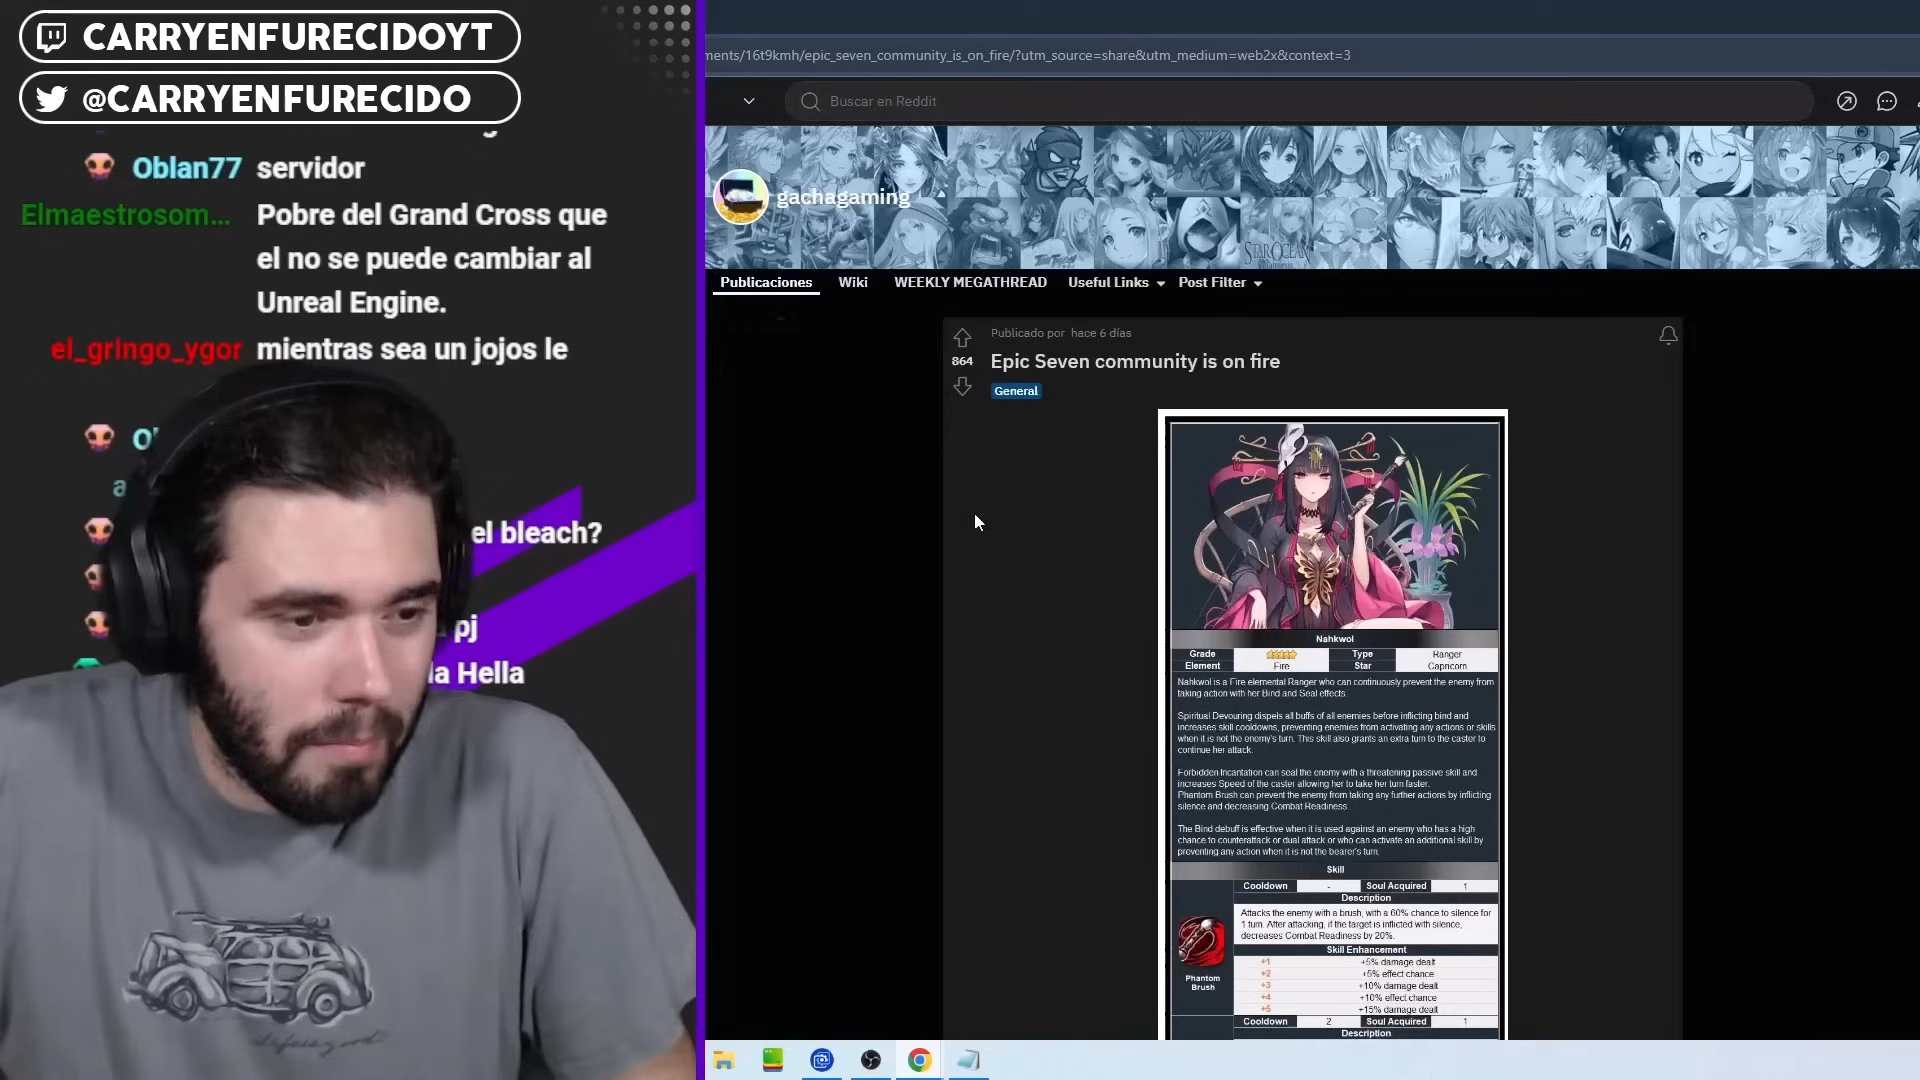 CARRYENFURECIDOYT
@CARRYENFURECIDO
Oblan77 servidor
Elmaestrosom... Pobre del Grand Cross que
el no se puede cambiar al
Unreal Engine.
el_gringo_ygor mientras sea un jojos le
el bleach?
pj
la Hella
ments/16t9kmh/epic_seven_community_is_on_fire/?utm_source=share&utm_medium=web2x&context=3
Buscar en Reddit
gachagaming
STAR OCEAN
Publicaciones Wiki WEEKLY MEGATHREAD Useful Links Post Filter
Publicado por hace 6 días
864
Epic Seven community is on fire
General
Nahkwol
Grade Type Ranger
Element Fire Star Capricorn
Nahkwol is a Fire elemental Ranger who can continuously prevent the enemy from
taking action with her Bind and Seal effects.
Spiritual Devouring dispels all buffs of all enemies before inflicting bind and
increases skill cooldowns, preventing enemies from activating any actions or skills
when it is not the enemy's turn. This skill also grants an extra turn to the caster to
continue her attack.
Forbidden Incantation can seal the enemy with a threatening passive skill and
increases Speed of the caster allowing her to take her turn faster.
Phantom Brush can prevent the enemy from taking any further actions by inflicting
silence and decreasing Combat Readiness.
The Bind debuff is effective when it is used against an enemy who has a high
chance to counterattack or dual attack or who can activate an additional skill by
preventing any action when it is not the bearer's turn.
Skill
Cooldown - Soul Acquired 1
Description
Attacks the enemy with a brush, with a 60% chance to silence for
1 turn. After attacking, if the target is inflicted with silence,
decreases Combat Readiness by 20%.
Skill Enhancement
Phantom
Brush
+1 +5% damage dealt
+2 +5% effect chance
+3 +10% damage dealt
+4 +10% effect chance
+5 +15% damage dealt
Cooldown 2 Soul Acquired 1
Description